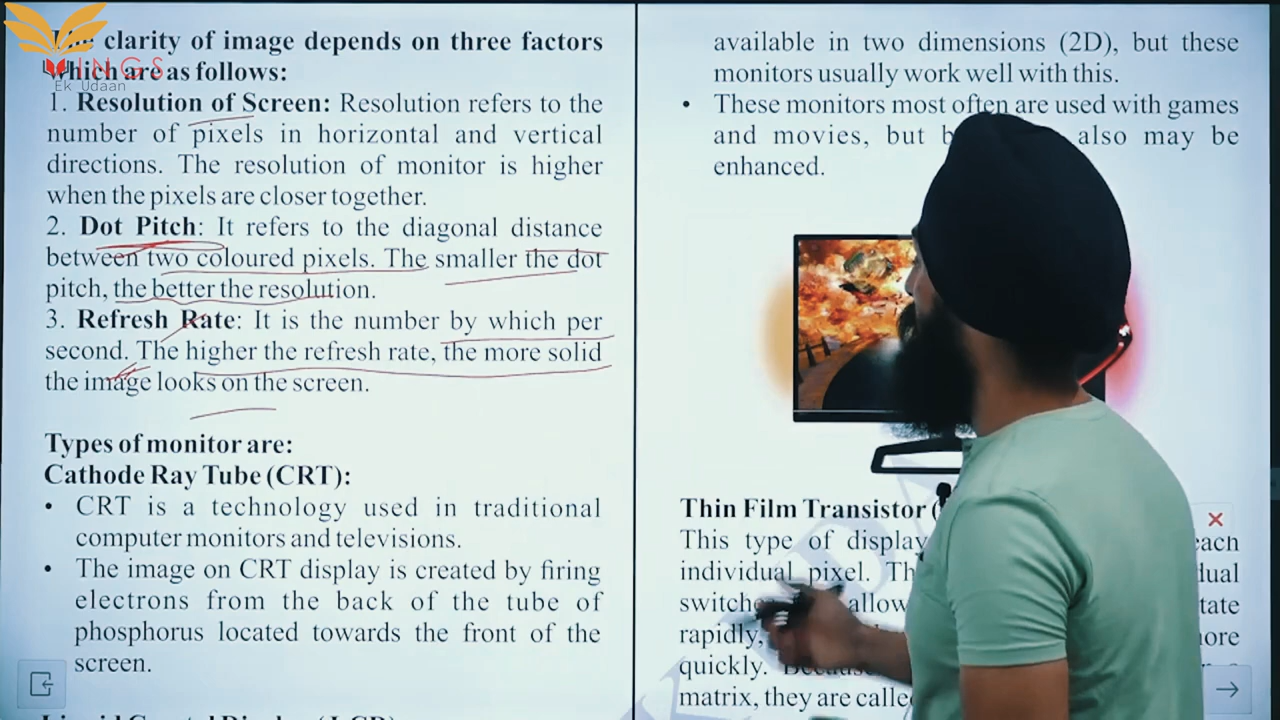 WINGS
Ek Udaan
clarity of image depends on three factors
which are as follows:
1. Resolution of Screen: Resolution refers to the
number of pixels in horizontal and vertical
directions. The resolution of monitor is higher
when the pixels are closer together.
2. Dot Pitch: It refers to the diagonal distance
between two coloured pixels. The smaller the dot
pitch, the better the resolution.
3. Refresh Rate: It is the number by which per
second. The higher the refresh rate, the more solid
the image looks on the screen.
Types of monitor are:
Cathode Ray Tube (CRT):
• CRT is a technology used in traditional
computer monitors and televisions.
• The image on CRT display is created by firing
electrons from the back of the tube of
phosphorus located towards the front of the
screen.
available in two dimensions (2D), but these
monitors usually work well with this.
• These monitors most often are used with games
and movies, but also may be
enhanced.
Thin Film Transistor (
This type of display each
individual pixel.
allow
rapidly,
quickly.
matrix, they are called